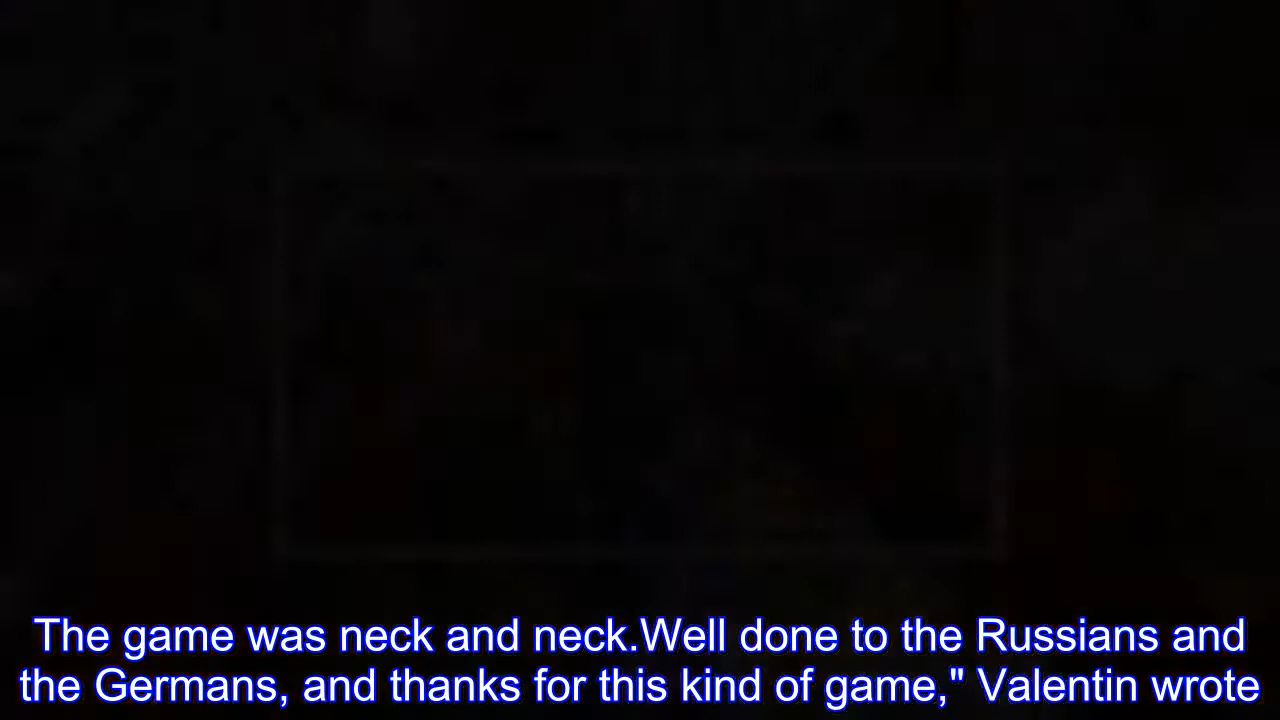 The game was neck and neck.Well done to the Russians and
the Germans, and thanks for this kind of game," Valentin wrote